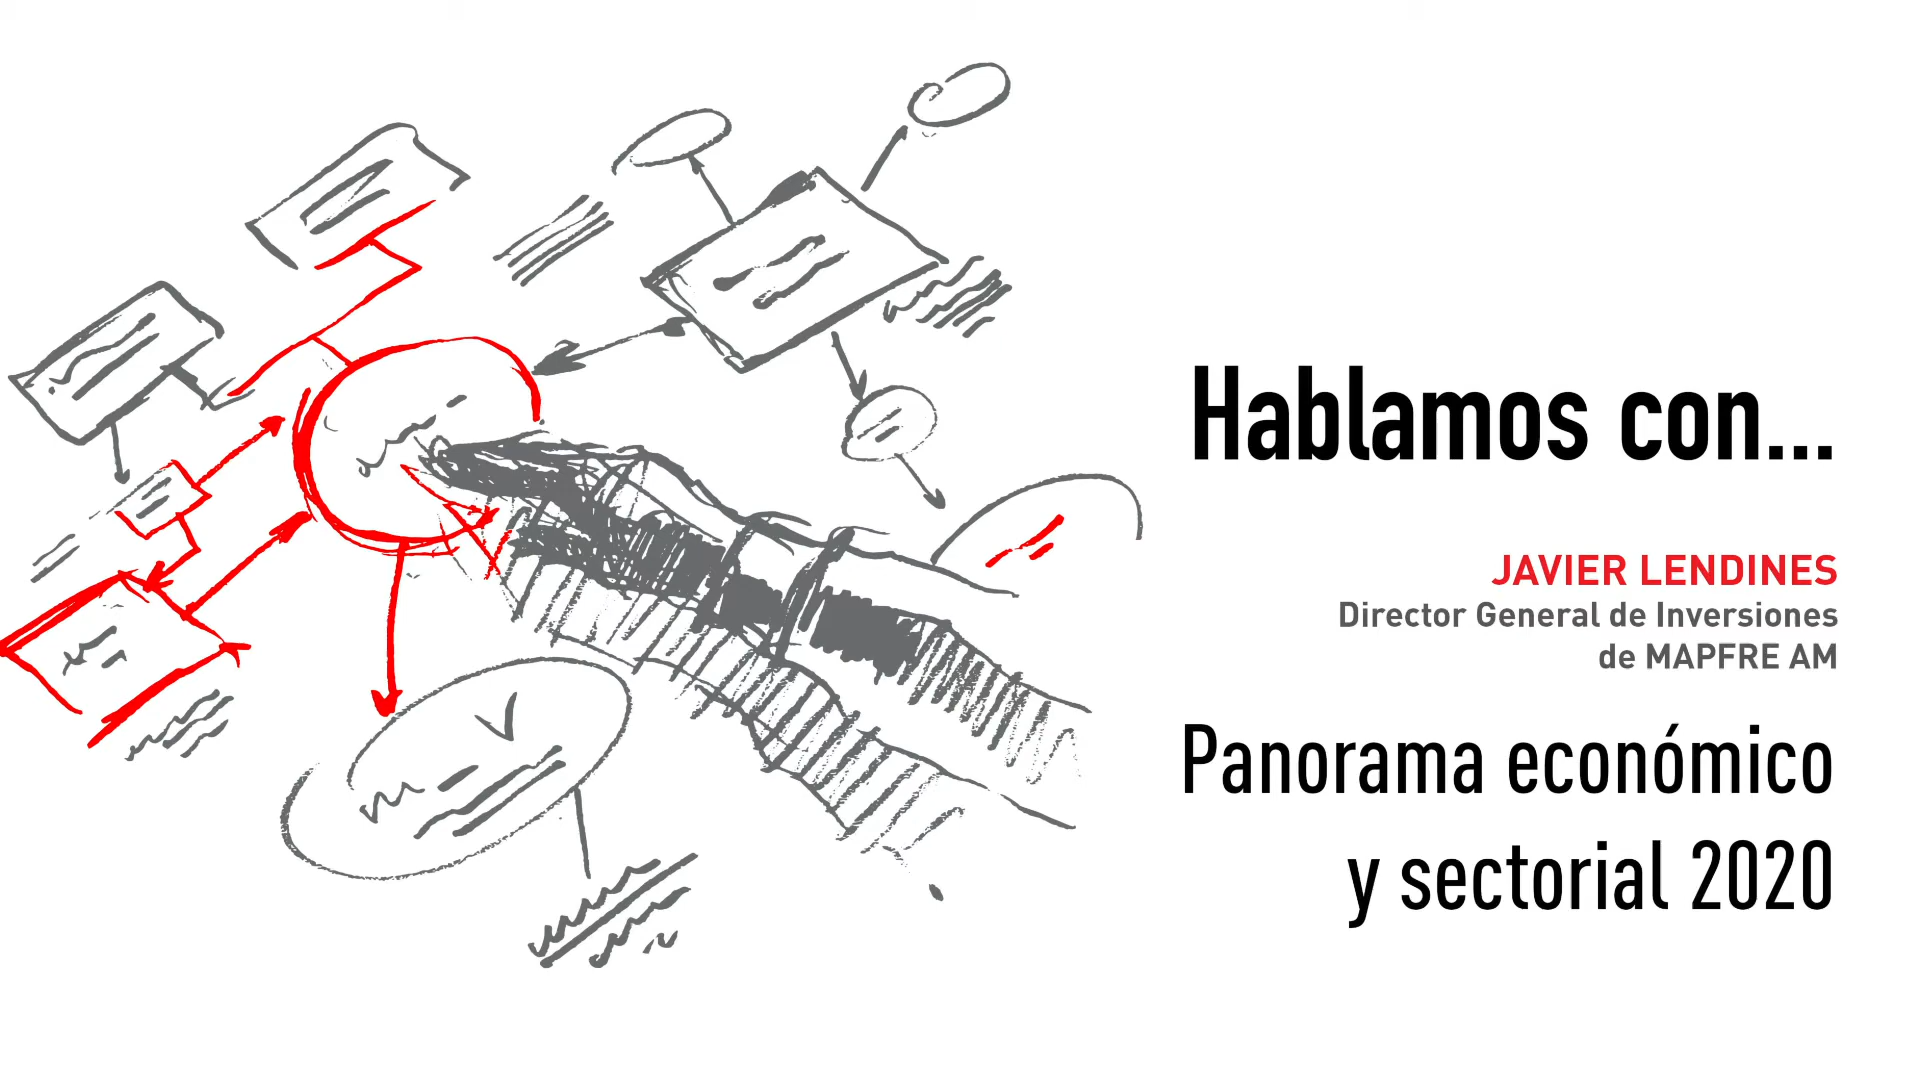 Hablamos con...
JAVIER LENDINES
Director General de Inversiones
de MAPFRE AM
Panorama económico
y sectorial 2020